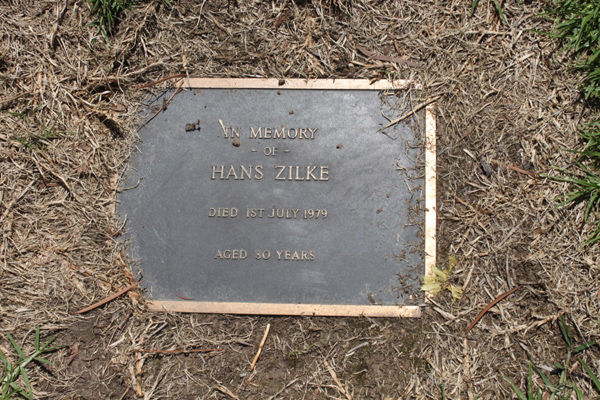 IN MEMORY
- OF -
HANS ZILKE
DIED 1ST JULY 1979
AGED 80 YEARS